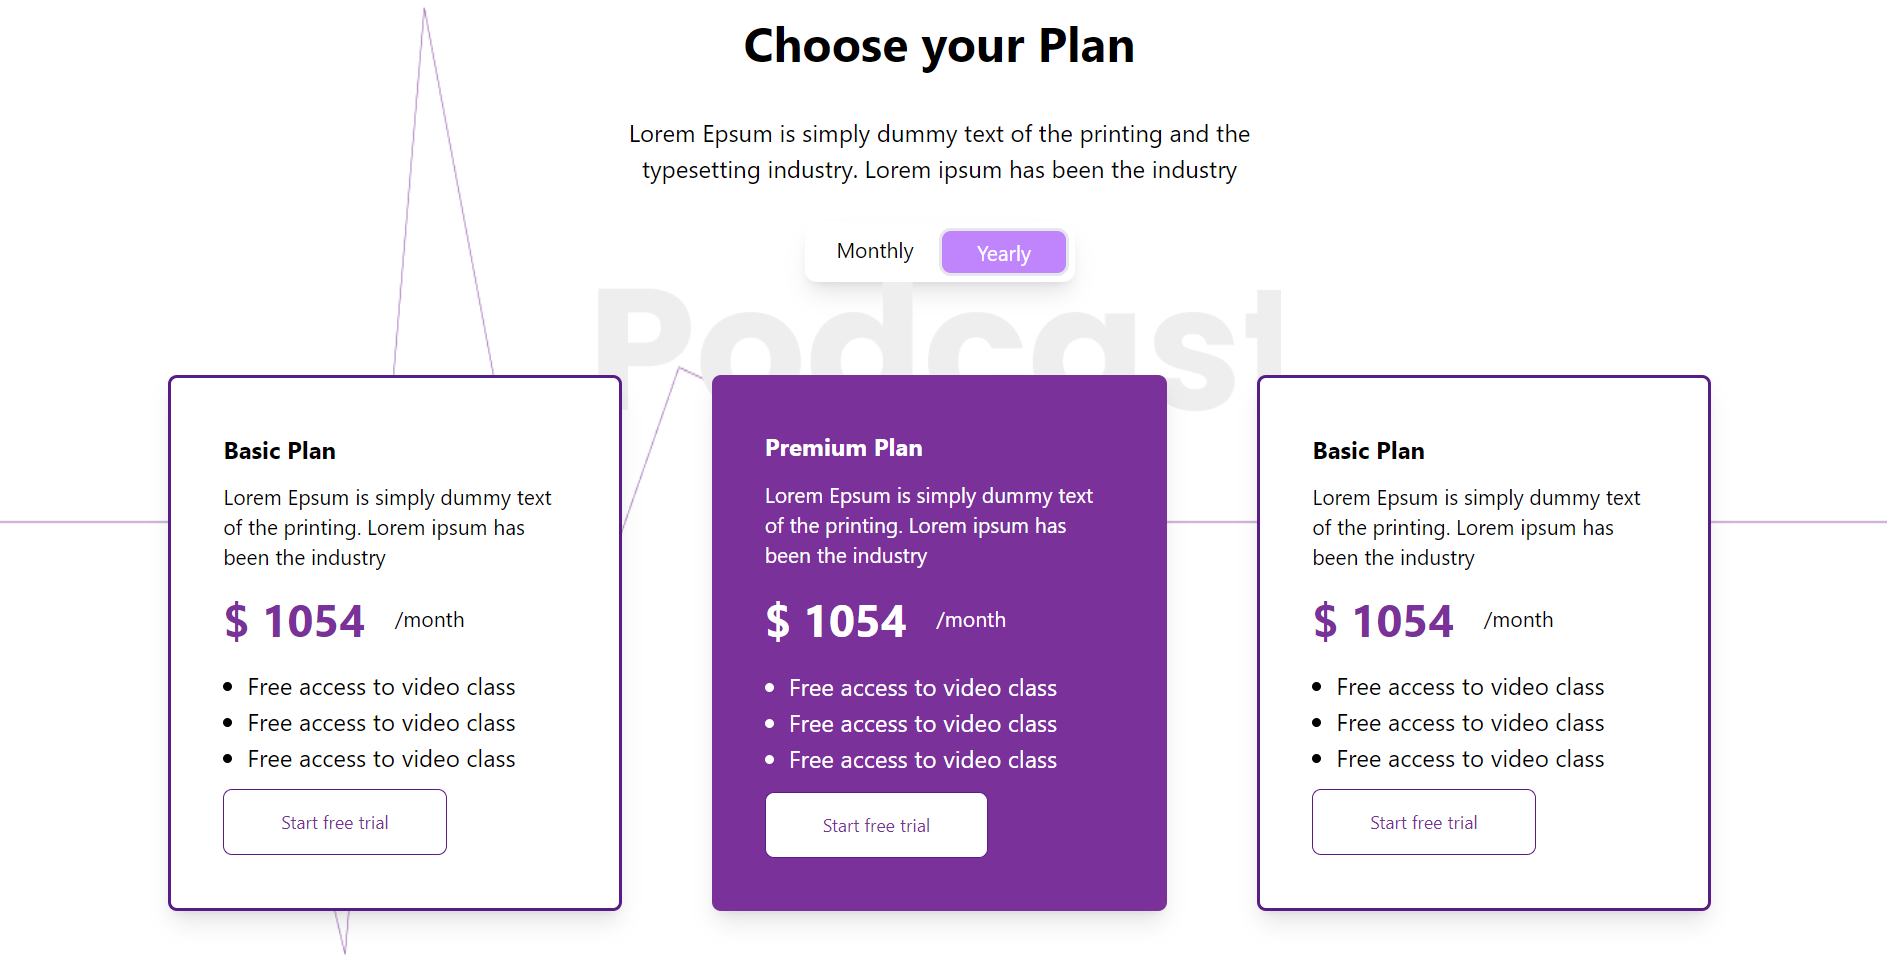 Choose your Plan
Lorem Epsum is simply dummy text of the printing and the
typesetting industry. Lorem ipsum has been the industry
Monthly
Yearly
Podcast
Basic Plan
Lorem Epsum is simply dummy text
of the printing. Lorem ipsum has
been the industry
$ 1054 /month
Free access to video class
Free access to video class
Free access to video class
Start free trial
Premium Plan
Lorem Epsum is simply dummy text
of the printing. Lorem ipsum has
been the industry
$ 1054 /month
Free access to video class
Free access to video class
Free access to video class
Start free trial
Basic Plan
Lorem Epsum is simply dummy text
of the printing. Lorem ipsum has
been the industry
$ 1054 /month
Free access to video class
Free access to video class
Free access to video class
Start free trial